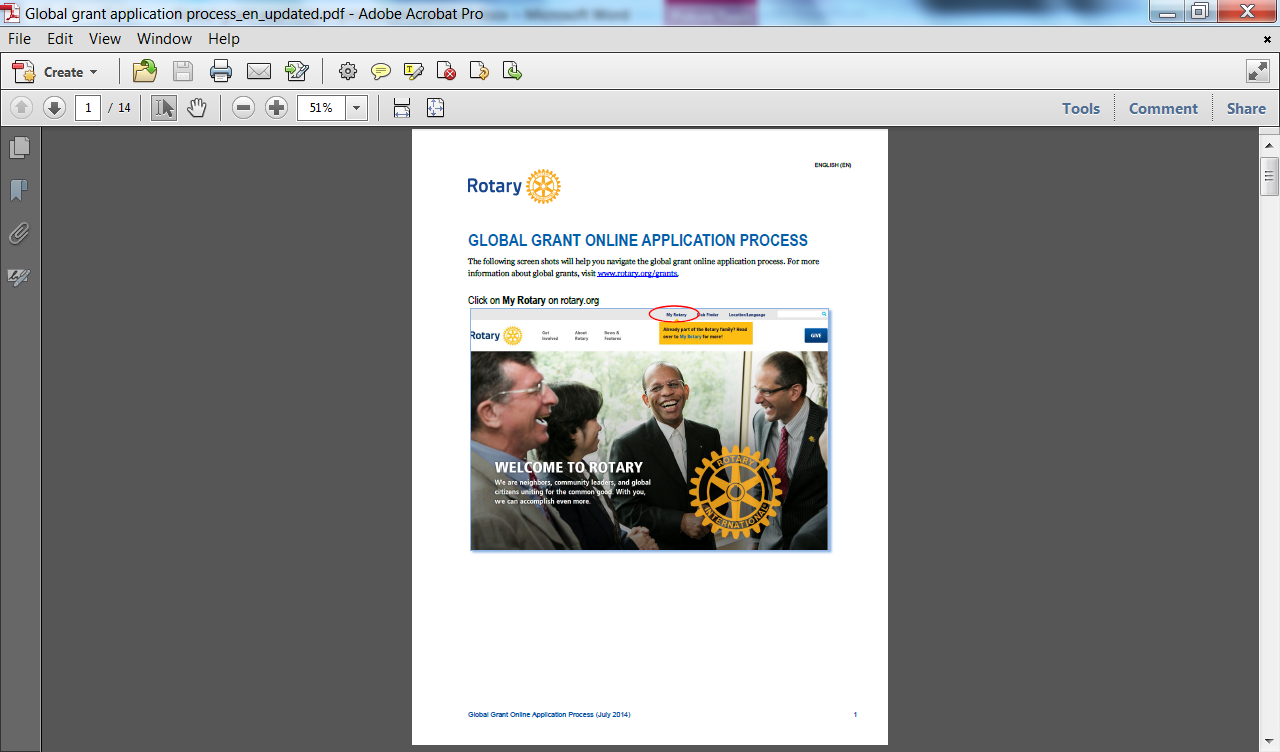 Global grant application process_en_updated.pdf - Adobe Acrobat Pro
File Edit View Window Help
Create
1 / 14 51% Tools Comment Share
ENGLISH (EN)
Rotary
GLOBAL GRANT ONLINE APPLICATION PROCESS
The following screen shots will help you navigate the global grant online application process. For more
information about global grants, visit www.rotary.org/grants.
Click on My Rotary on rotary.org
My Rotary Finder Location/Language
Rotary
Get
Involved
About
Rotary
News &
Features
Already part of the Rotary family? Head
over to My Rotary for more!
GIVE
WELCOME TO ROTARY
We are neighbors, community leaders, and global
citizens uniting for the common good. With you,
we can accomplish even more.
ROTARY
INTERNATIONAL
Global Grant Online Application Process (July 2014) 1